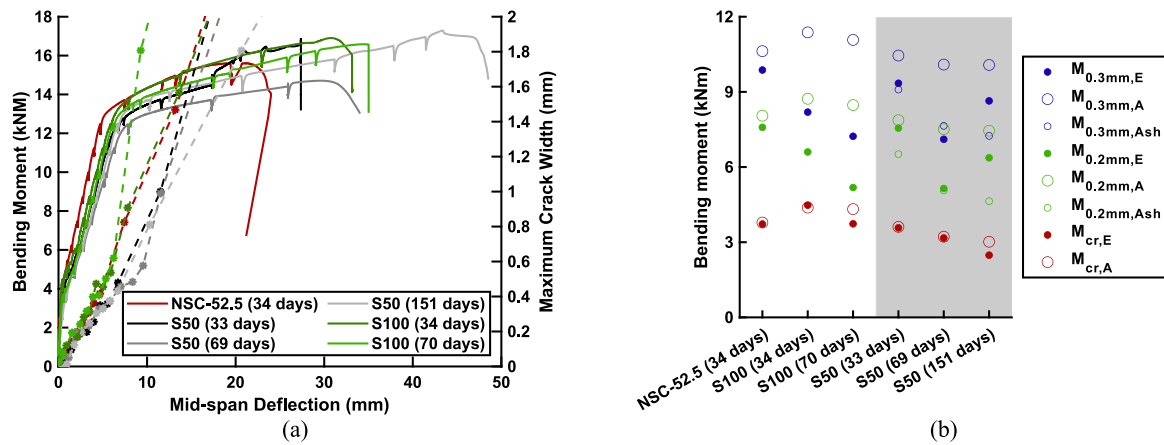 18
16
14
12
10
8
6
4
2
0
Bending Moment (kNM)
2
1.8
1.6
1.4
1.2
1
0.8
0.6
0.4
0.2
0
Maximum Crack Width (mm)
NSC-52.5 (34 days)
S50 (33 days)
S50 (69 days)
S50 (151 days)
S100 (34 days)
S100 (70 days)
0 10 20 30 40 50
Mid-span Deflection (mm)
(a)
12
9
6
3
0
Bending moment (kNm)
NSC-52.5 (34 days)
S100 (34 days)
S100 (70 days)
S50 (33 days)
S50 (69 days)
S50 (151 days)
M0.3mm,E
M0.3mm,A
M0.3mm,Ash
M0.2mm,E
M0.2mm,A
M0.2mm,Ash
Mcr,E
Mcr,A
(b)